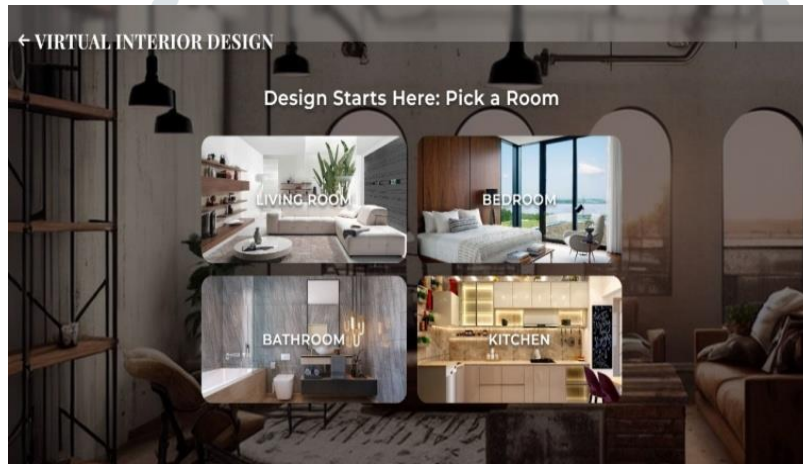 ← VIRTUAL INTERIOR DESIGN
Design Starts Here: Pick a Room
LIVING ROOM
BEDROOM
BATHROOM
KITCHEN